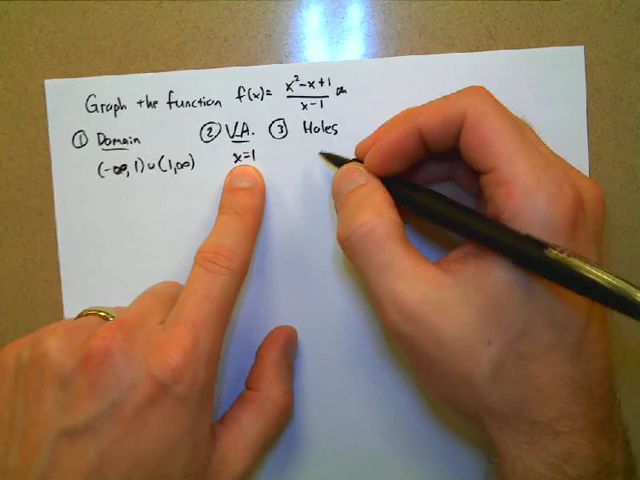 Graph the function f(x)= x²-x+1 / x-1
① Domain ② V.A. ③ Holes
(-∞,1)∪(1,∞) x=1